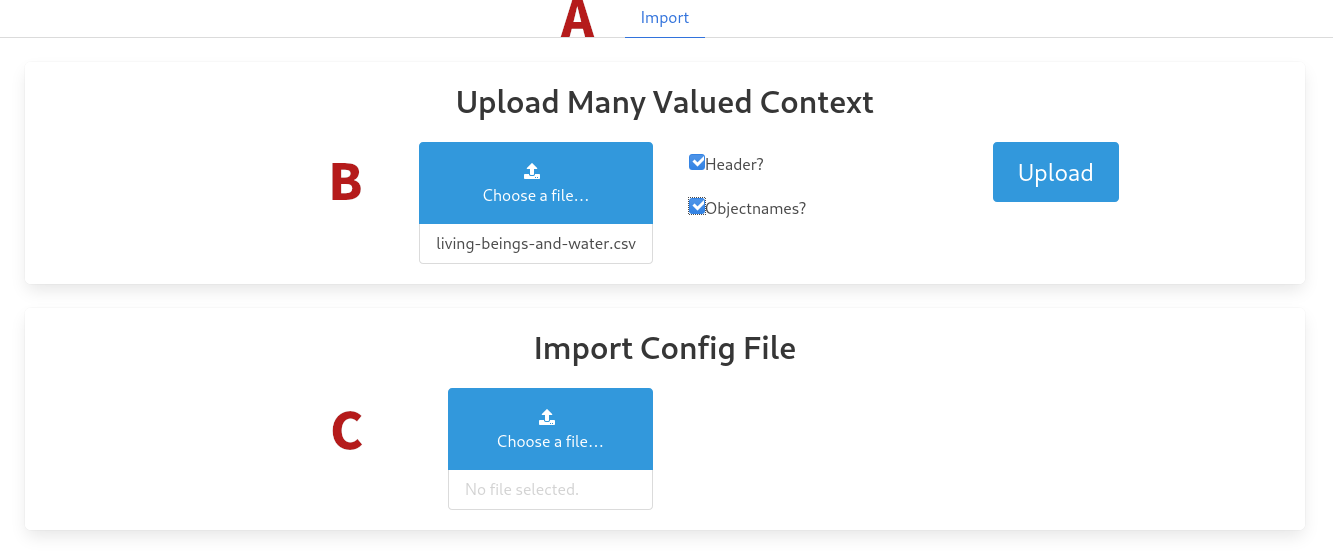 A Import
Upload Many Valued Context
B
Choose a file...
living-beings-and-water.csv
Header?
Objectnames?
Upload
Import Config File
C
Choose a file...
No file selected.